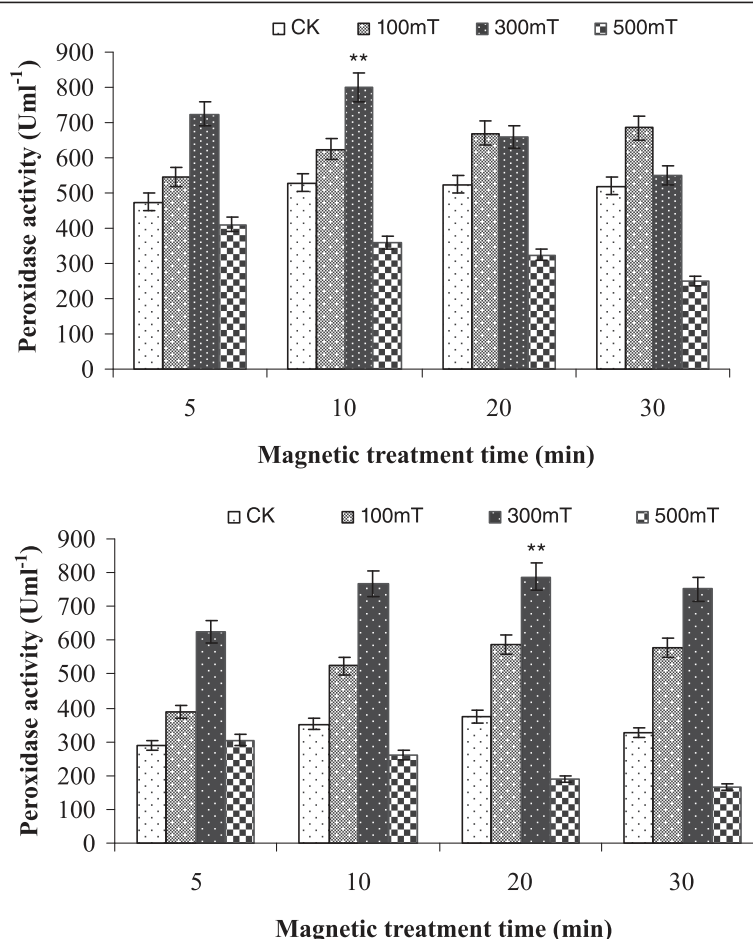 CK 100mT 300mT 500mT
Peroxidase activity (Uml⁻¹)
900
800
700
600
500
400
300
200
100
0
**
5 10 20 30
Magnetic treatment time (min)
CK 100mT 300mT 500mT
Peroxidase activity (Uml⁻¹)
900
800
700
600
500
400
300
200
100
0
**
5 10 20 30
Magnetic treatment time (min)